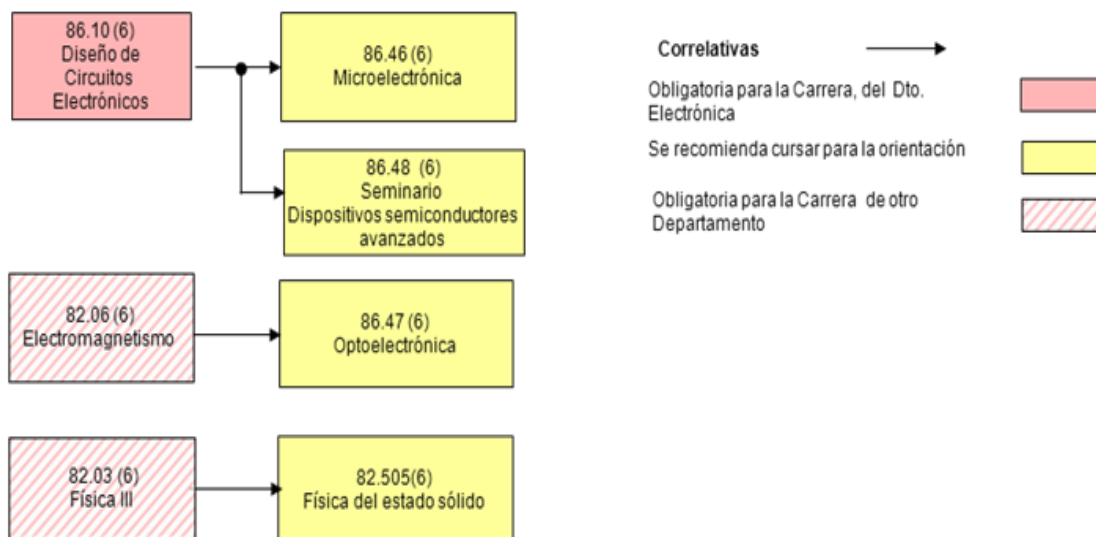 86.10 (6)
Diseño de
Circuitos
Electrónicos
86.46 (6)
Microelectrónica
86.48 (6)
Seminario
Dispositivos semiconductores
avanzados
82.06 (6)
Electromagnetismo
86.47 (6)
Optoelectrónica
82.03 (6)
Física III
82.505(6)
Física del estado sólido
Correlativas
Obligatoria para la Carrera, del Dto.
Electrónica
Se recomienda cursar para la orientación
Obligatoria para la Carrera de otro
Departamento